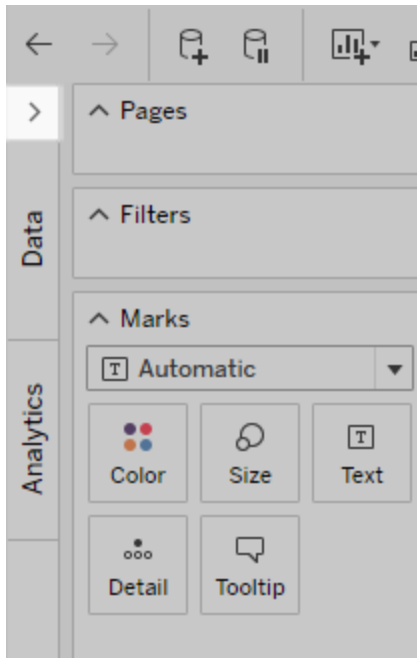 Pages
Filters
Data
Marks
T Automatic
Analytics
Color Size T Text
Detail Tooltip